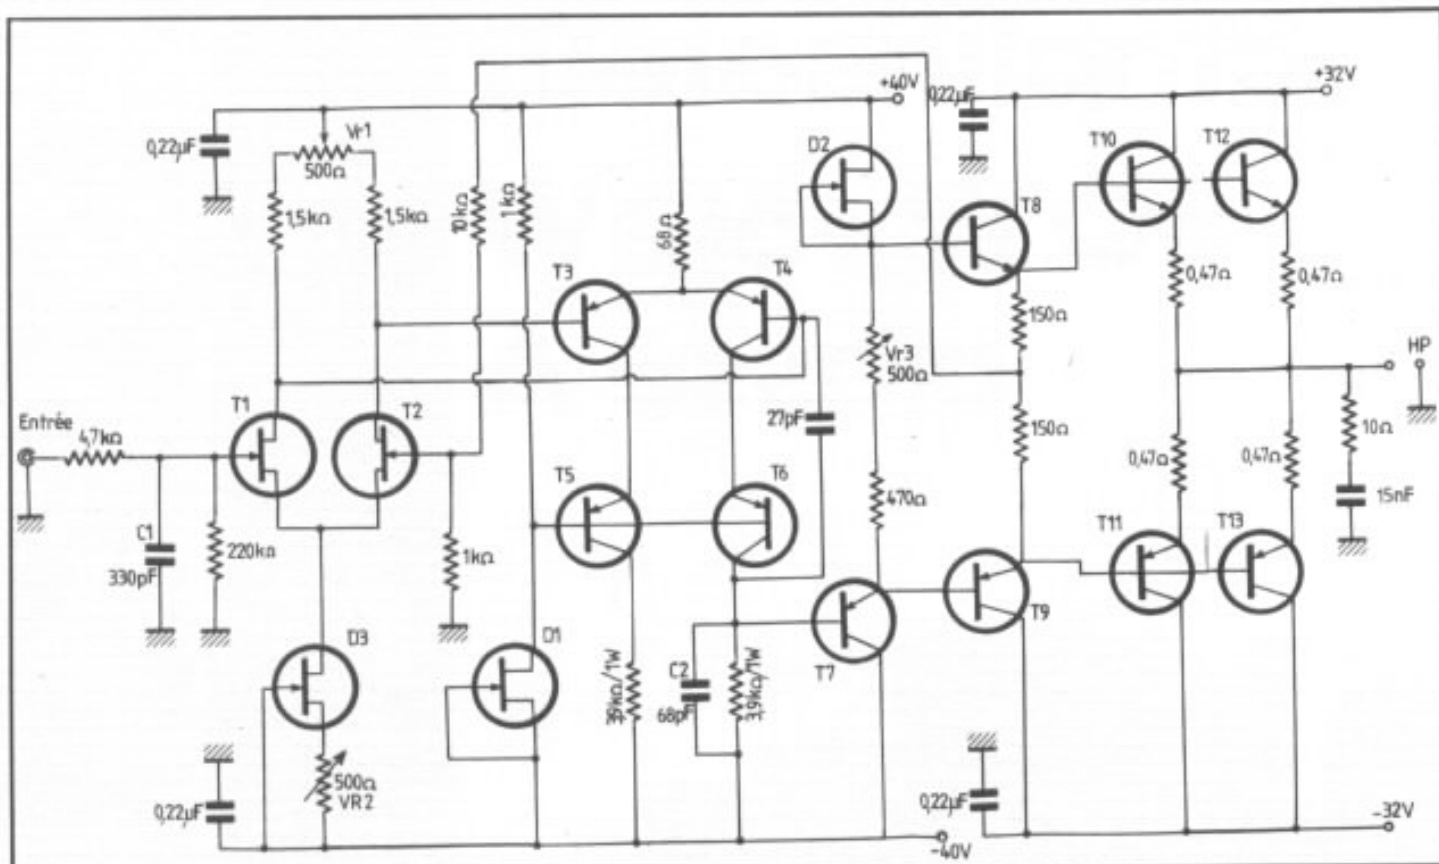 +40V
0,22µF
+32V
0,22µF
Vr1
500Ω
D2
T10
T12
1,5kΩ
1,5kΩ
10kΩ
1kΩ
68Ω
T8
T3
T4
0,47Ω
0,47Ω
150Ω
Vr3
500Ω
HP
Entrée
4,7kΩ
T1
T2
27pF
150Ω
10Ω
0,47Ω
0,47Ω
T5
T6
470Ω
15nF
C1
330pF
220kΩ
1kΩ
T11
T13
D3
D1
T7
T9
3,9kΩ/1W
C2
68pF
3,9kΩ/1W
500Ω
VR2
0,22µF
0,22µF
-32V
-40V